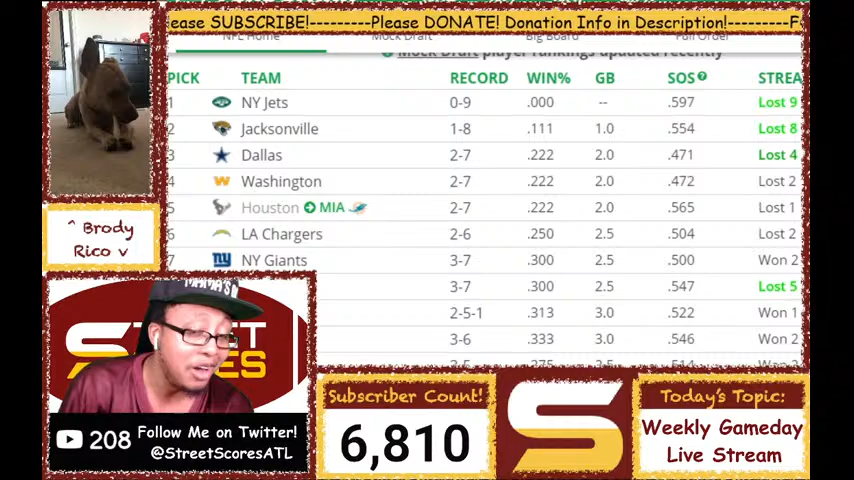 ease SUBSCRIBE!--------Please DONATE! Donation Info in Description!--------F
NFL Home Mock Draft Big Board Full Order
Mock Draft player rankings updated recently
PICK TEAM RECORD WIN% GB SOS STREA
1 NY Jets 0-9 .000 -- .597 Lost 9
2 Jacksonville 1-8 .111 1.0 .554 Lost 8
3 Dallas 2-7 .222 2.0 .471 Lost 4
4 Washington 2-7 .222 2.0 .472 Lost 2
5 Houston MIA 2-7 .222 2.0 .565 Lost 1
6 LA Chargers 2-6 .250 2.5 .504 Lost 2
7 NY Giants 3-7 .300 2.5 .500 Won 2
3-7 .300 2.5 .547 Lost 5
2-5-1 .313 3.0 .522 Won 1
3-6 .333 3.0 .546 Won 2
^ Brody
Rico v
208 Follow Me on Twitter!
@StreetScoresATL
Subscriber Count!
6,810
Today's Topic:
Weekly Gameday
Live Stream